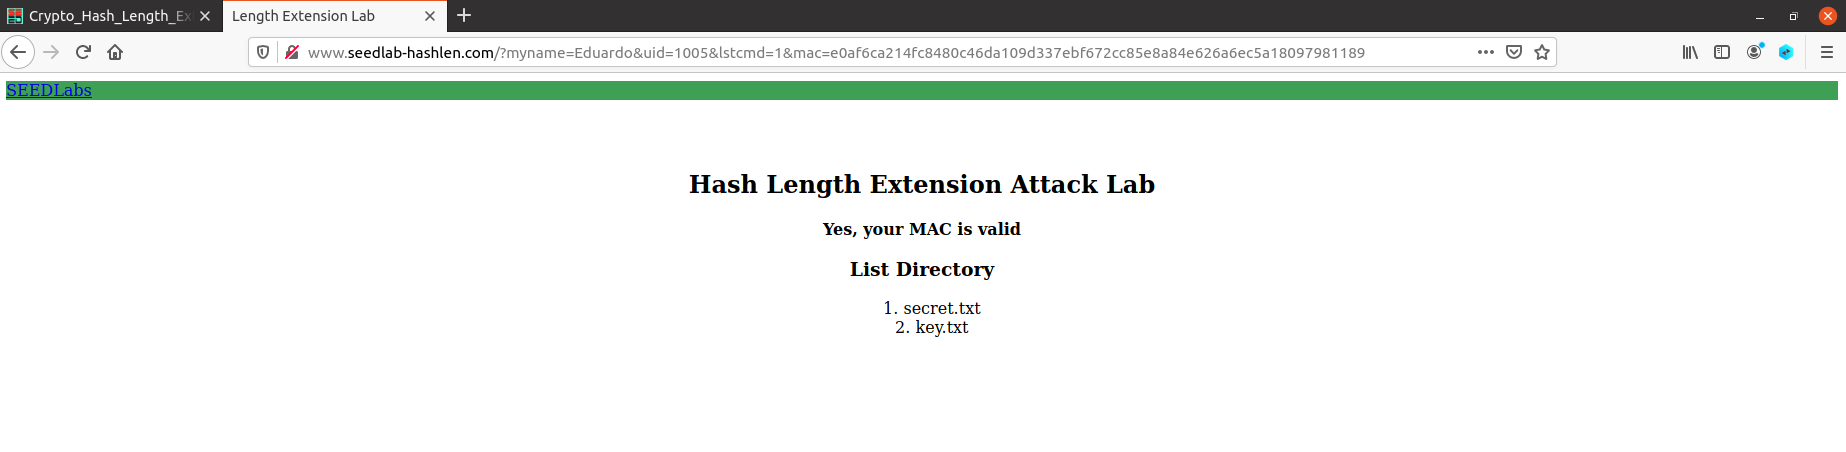 Crypto_Hash_Length_Ex
Length Extension Lab
www.seedlab-hashlen.com/?myname=Eduardo&uid=1005&lstcmd=1&mac=e0af6ca214fc8480c46da109d337ebf672cc85e8a84e626a6ec5a18097981189
SEEDLabs
Hash Length Extension Attack Lab
Yes, your MAC is valid
List Directory
1. secret.txt
2. key.txt